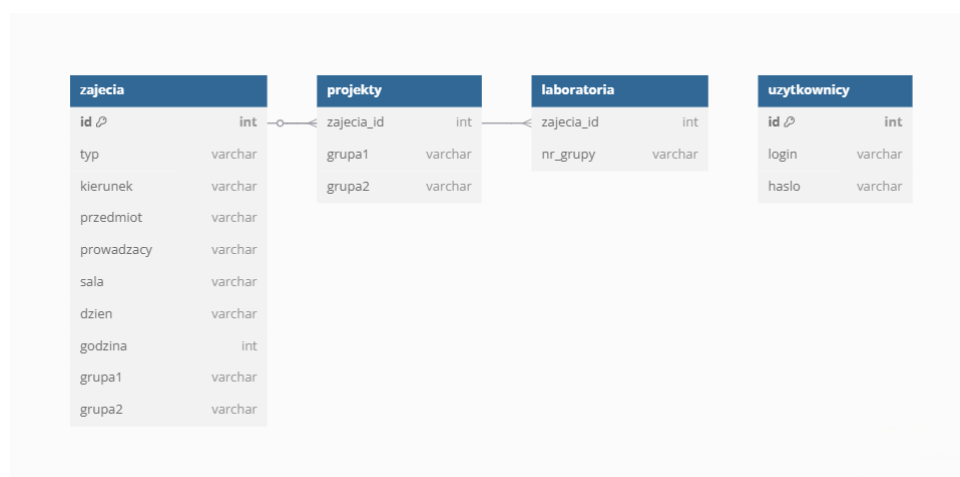 zajecia
id int
typ varchar
kierunek varchar
przedmiot varchar
prowadzacy varchar
sala varchar
dzien varchar
godzina int
grupa1 varchar
grupa2 varchar
projekty
zajecia_id int
grupa1 varchar
grupa2 varchar
laboratoria
zajecia_id int
nr_grupy varchar
uzytkownicy
id int
login varchar
haslo varchar